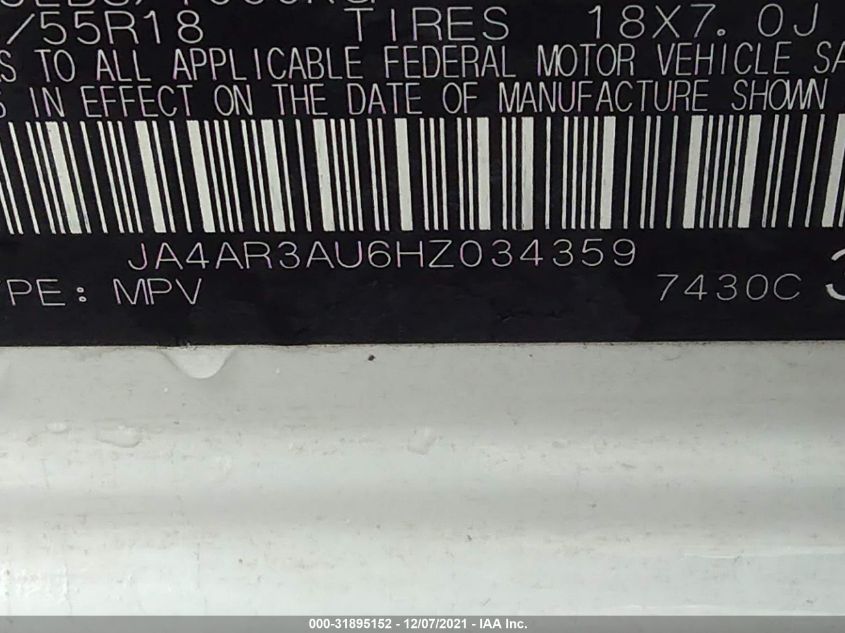 /55R18 TIRES 18X7.0J
TO ALL APPLICABLE FEDERAL MOTOR VEHICLE SA
IN EFFECT ON THE DATE OF MANUFACTURE SHOWN
JA4AR3AU6HZ034359
PE: MPV 7430C 3
000-31895152 - 12/07/2021 - IAA Inc.